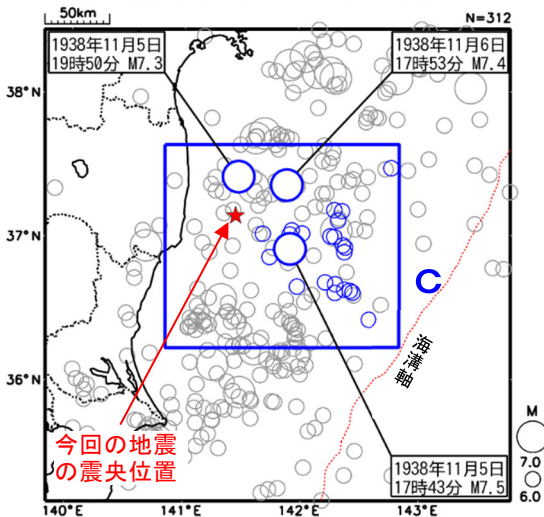 50km
N=312
1938年11月5日
19時50分 M7.3
1938年11月6日
17時53分 M7.4
38°N
37°N
C
海溝軸
36°N
今回の地震
の震央位置
1938年11月5日
17時43分 M7.5
M
7.0
6.0
140°E
141°E
142°E
143°E